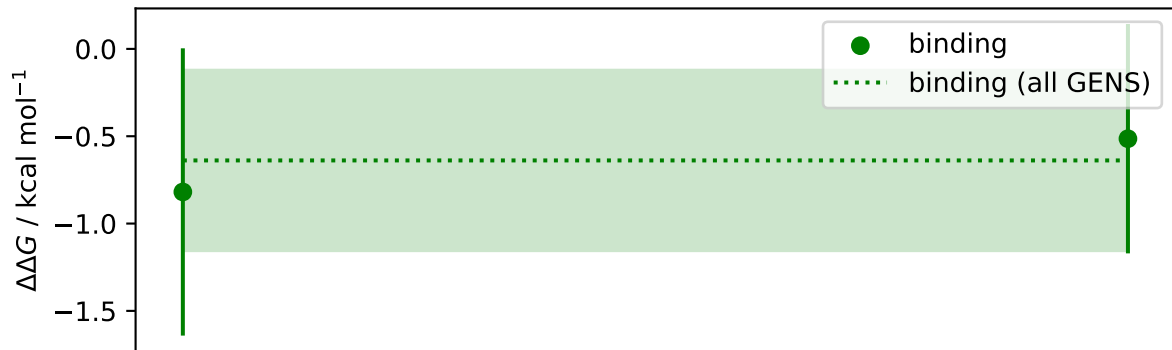 0.0
−0.5
−1.0
−1.5
ΔΔG / kcal mol⁻¹
binding
binding (all GENS)